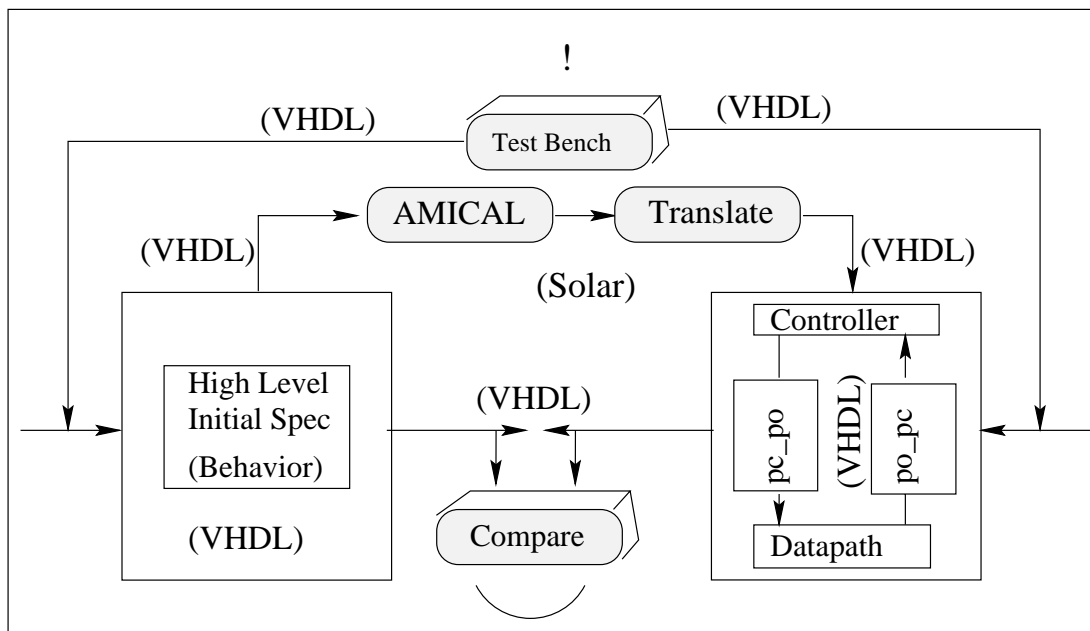 !
(VHDL)
(VHDL)
Test Bench
AMICAL
Translate
(VHDL)
(VHDL)
(Solar)
Controller
High Level
Initial Spec
(Behavior)
(VHDL)
(VHDL)
pc_po
(VHDL)
po_pc
Compare
Datapath